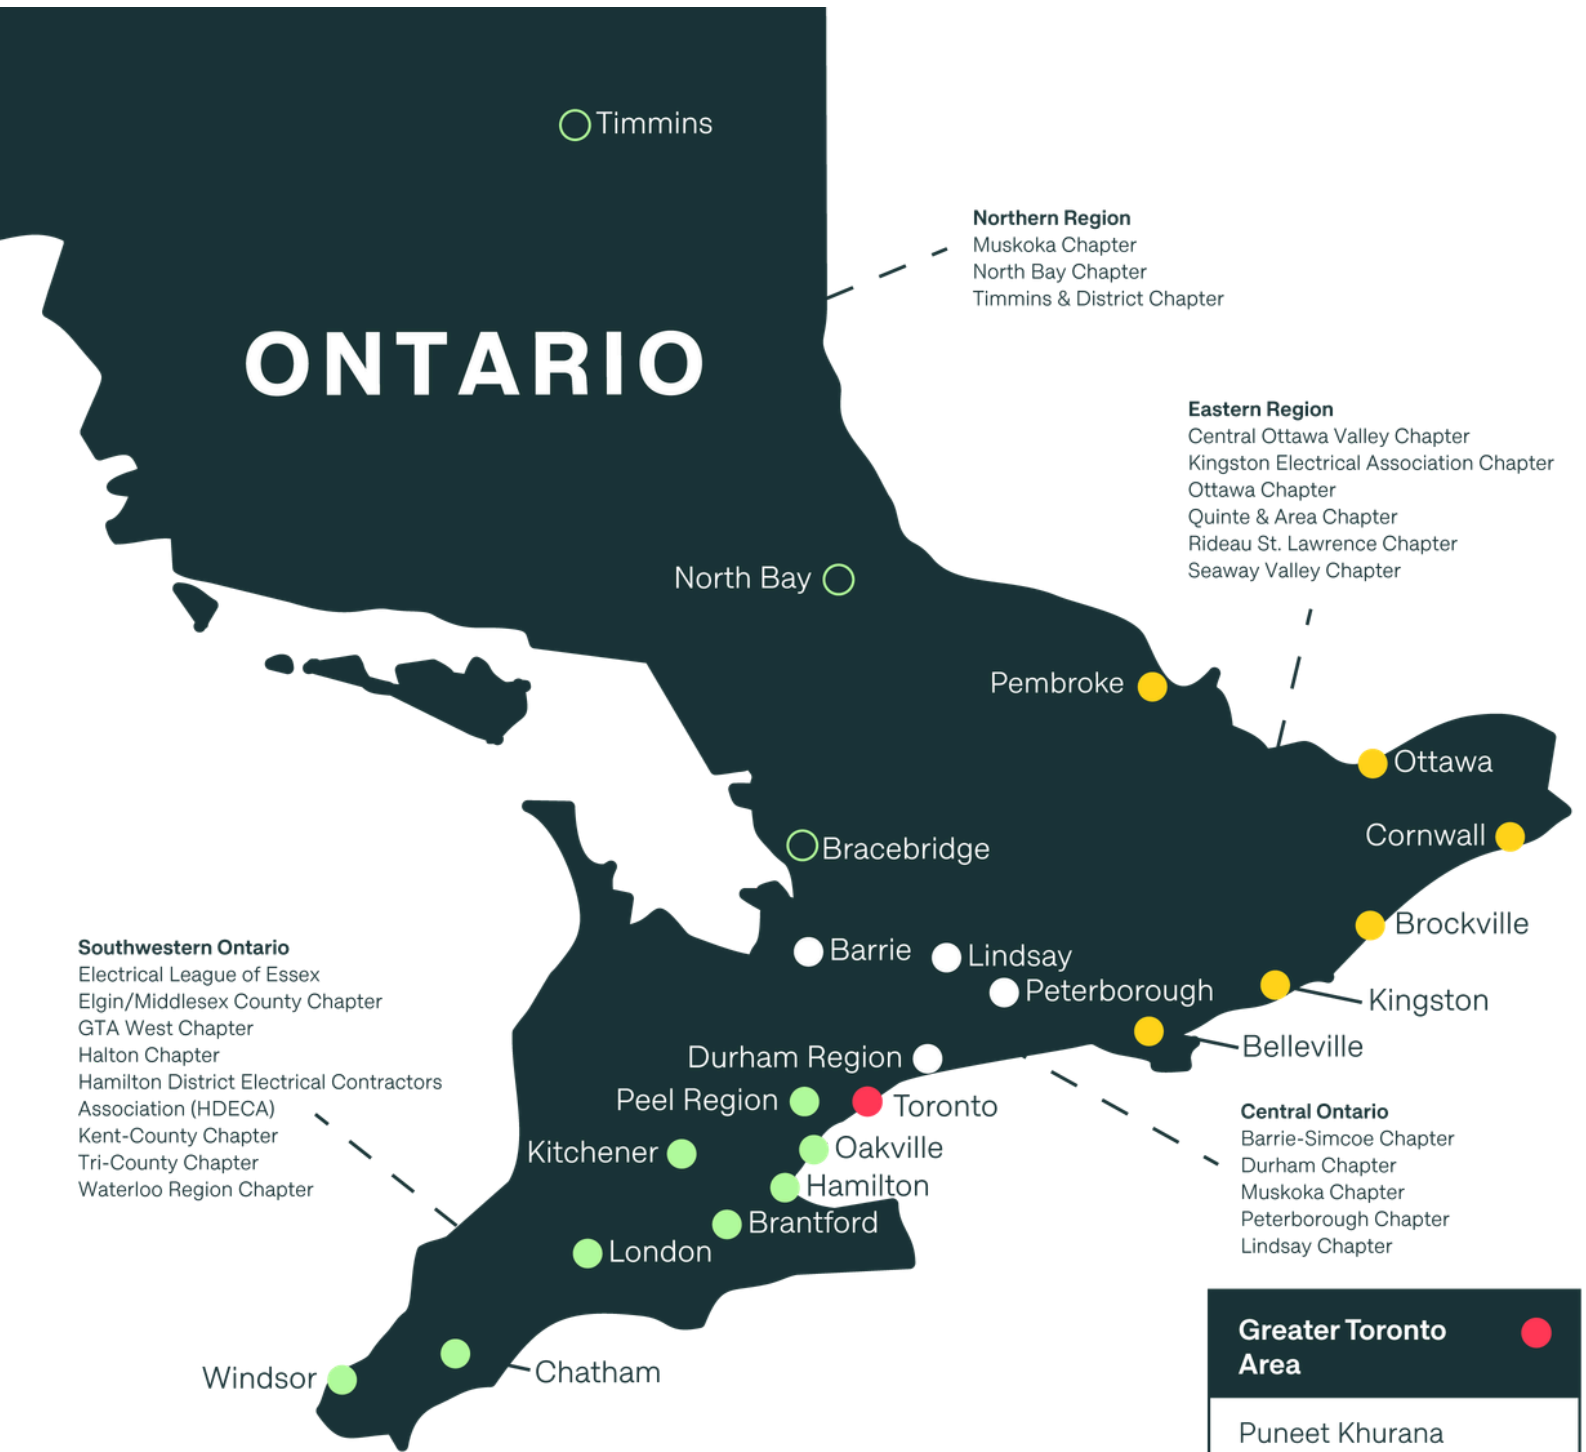 Timmins
Northern Region
Muskoka Chapter
North Bay Chapter
Timmins & District Chapter
ONTARIO
Eastern Region
Central Ottawa Valley Chapter
Kingston Electrical Association Chapter
Ottawa Chapter
Quinte & Area Chapter
Rideau St. Lawrence Chapter
Seaway Valley Chapter
North Bay
Pembroke
Ottawa
Cornwall
Bracebridge
Brockville
Barrie
Lindsay
Peterborough
Kingston
Belleville
Southwestern Ontario
Electrical League of Essex
Elgin/Middlesex County Chapter
GTA West Chapter
Halton Chapter
Hamilton District Electrical Contractors
Association (HDECA)
Kent-County Chapter
Tri-County Chapter
Waterloo Region Chapter
Durham Region
Peel Region
Toronto
Kitchener
Oakville
Hamilton
Brantford
London
Central Ontario
Barrie-Simcoe Chapter
Durham Chapter
Muskoka Chapter
Peterborough Chapter
Lindsay Chapter
Windsor
Chatham
Greater Toronto
Area
Puneet Khurana